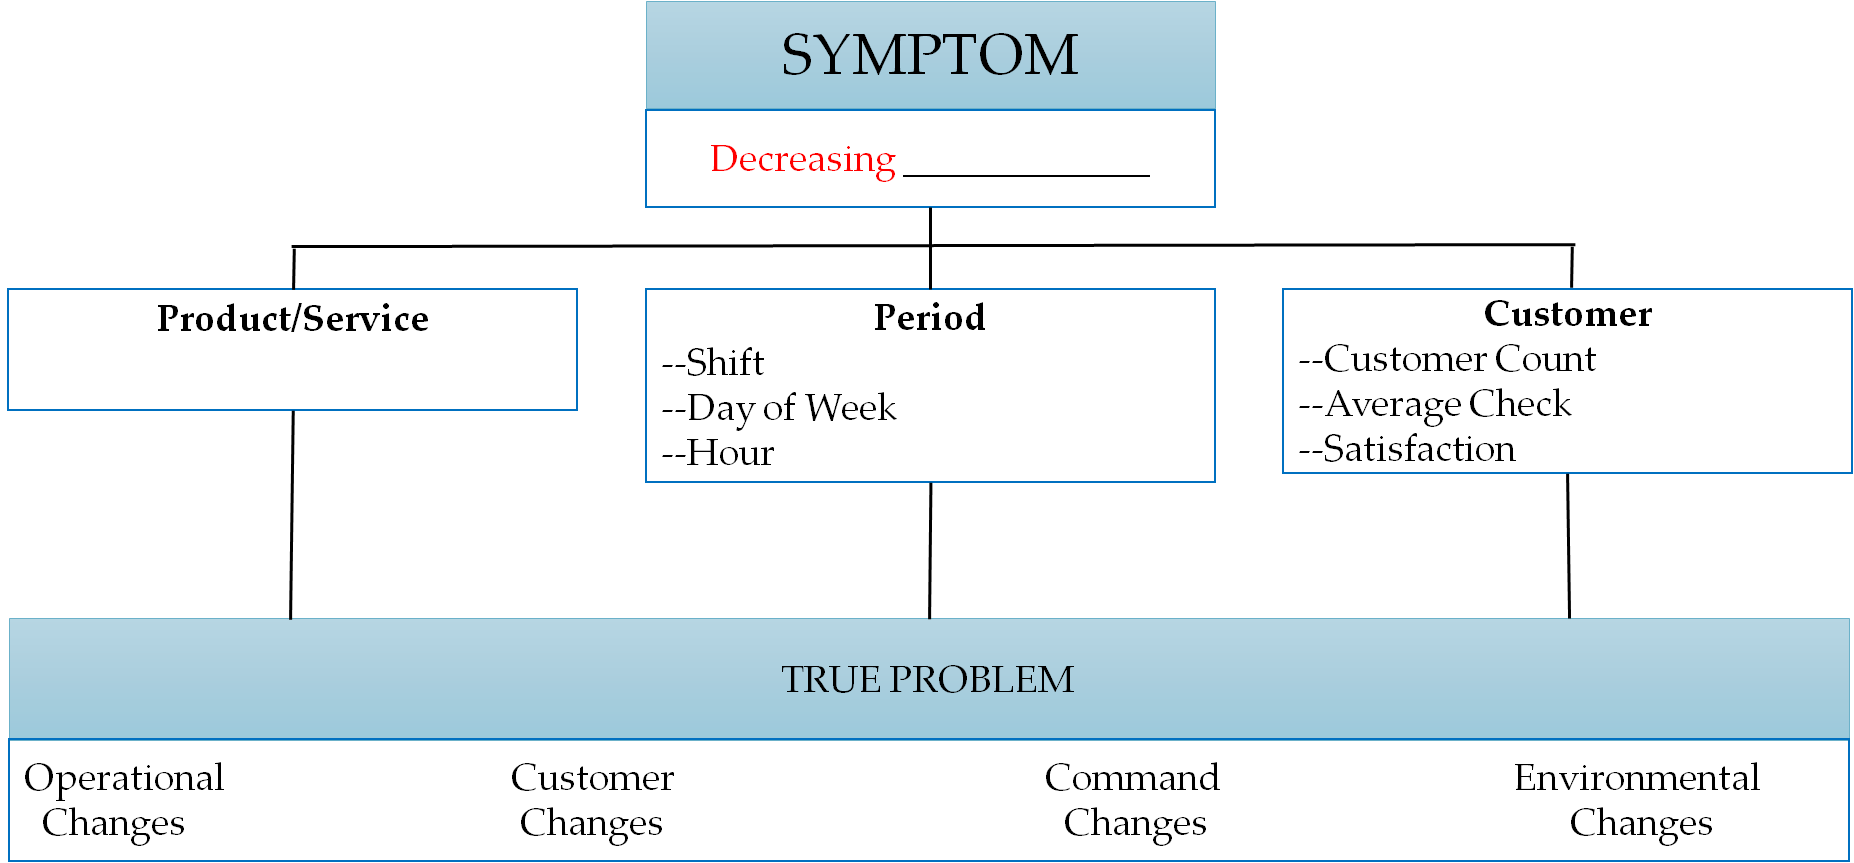 SYMPTOM
Decreasing _____________
Product/Service
Period
--Shift
--Day of Week
--Hour
Customer
--Customer Count
--Average Check
--Satisfaction
TRUE PROBLEM
Operational
Changes
Customer
Changes
Command
Changes
Environmental
Changes